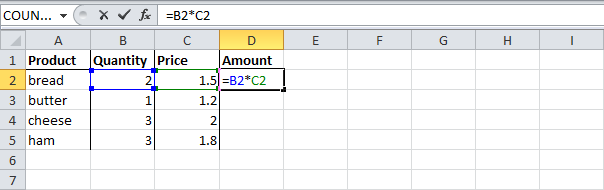 COUN... fx =B2*C2
A B C D E F G H I
1 Product Quantity Price Amount
2 bread 2 1.5 =B2*C2
3 butter 1 1.2
4 cheese 3 2
5 ham 3 1.8
6
7